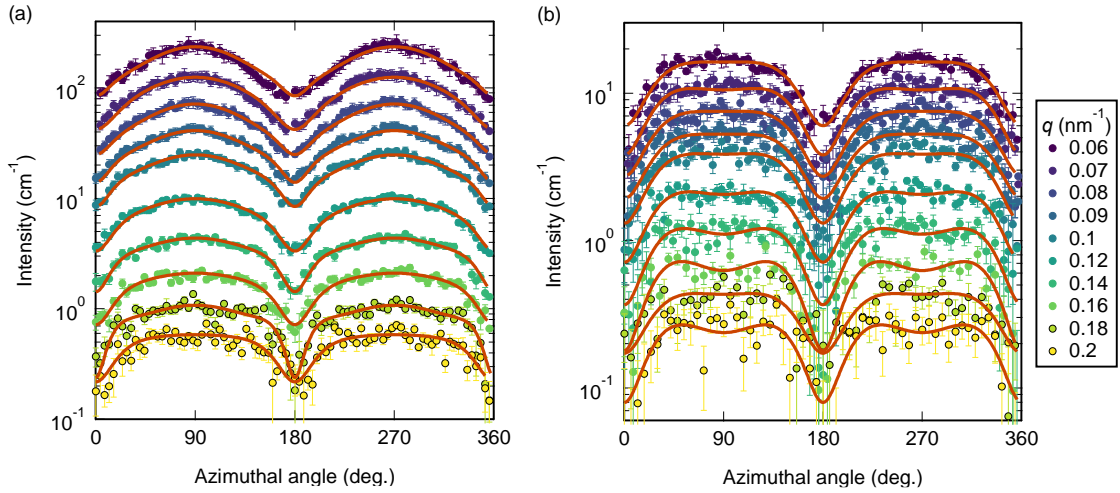 (a)
Intensity (cm⁻¹)
10²
10¹
10⁰
10⁻¹
0 90 180 270 360
Azimuthal angle (deg.)
(b)
Intensity (cm⁻¹)
10¹
10⁰
10⁻¹
0 90 180 270 360
Azimuthal angle (deg.)
q (nm⁻¹)
0.06
0.07
0.08
0.09
0.1
0.12
0.14
0.16
0.18
0.2